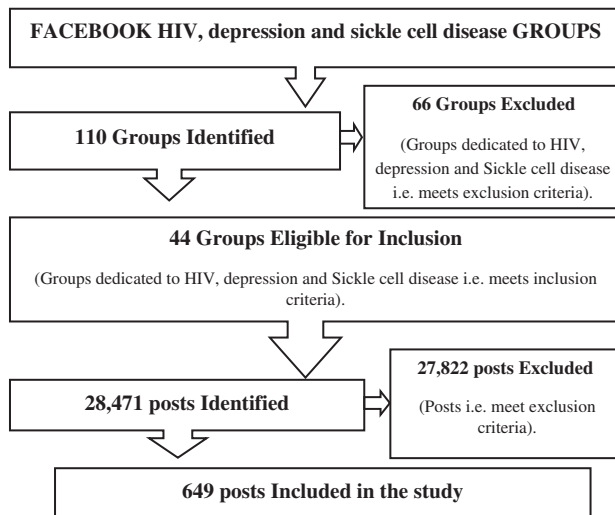 FACEBOOK HIV, depression and sickle cell disease GROUPS
110 Groups Identified
66 Groups Excluded
(Groups dedicated to HIV,
depression and Sickle cell disease
i.e. meets exclusion criteria).
44 Groups Eligible for Inclusion
(Groups dedicated to HIV, depression and Sickle cell disease i.e. meets inclusion
criteria).
28,471 posts Identified
27,822 posts Excluded
(Posts i.e. meet exclusion
criteria).
649 posts Included in the study